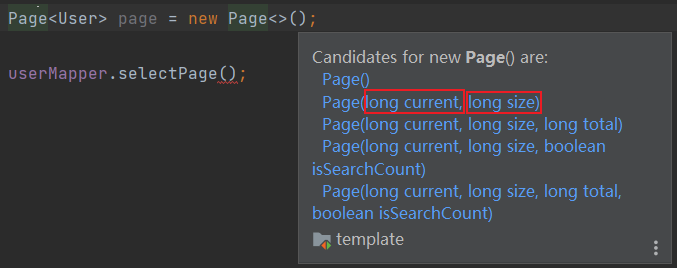 Page<User> page = new Page<>();
userMapper.selectPage();
Candidates for new Page() are:
Page()
Page(long current, long size)
Page(long current, long size, long total)
Page(long current, long size, boolean
isSearchCount)
Page(long current, long size, long total,
boolean isSearchCount)
template